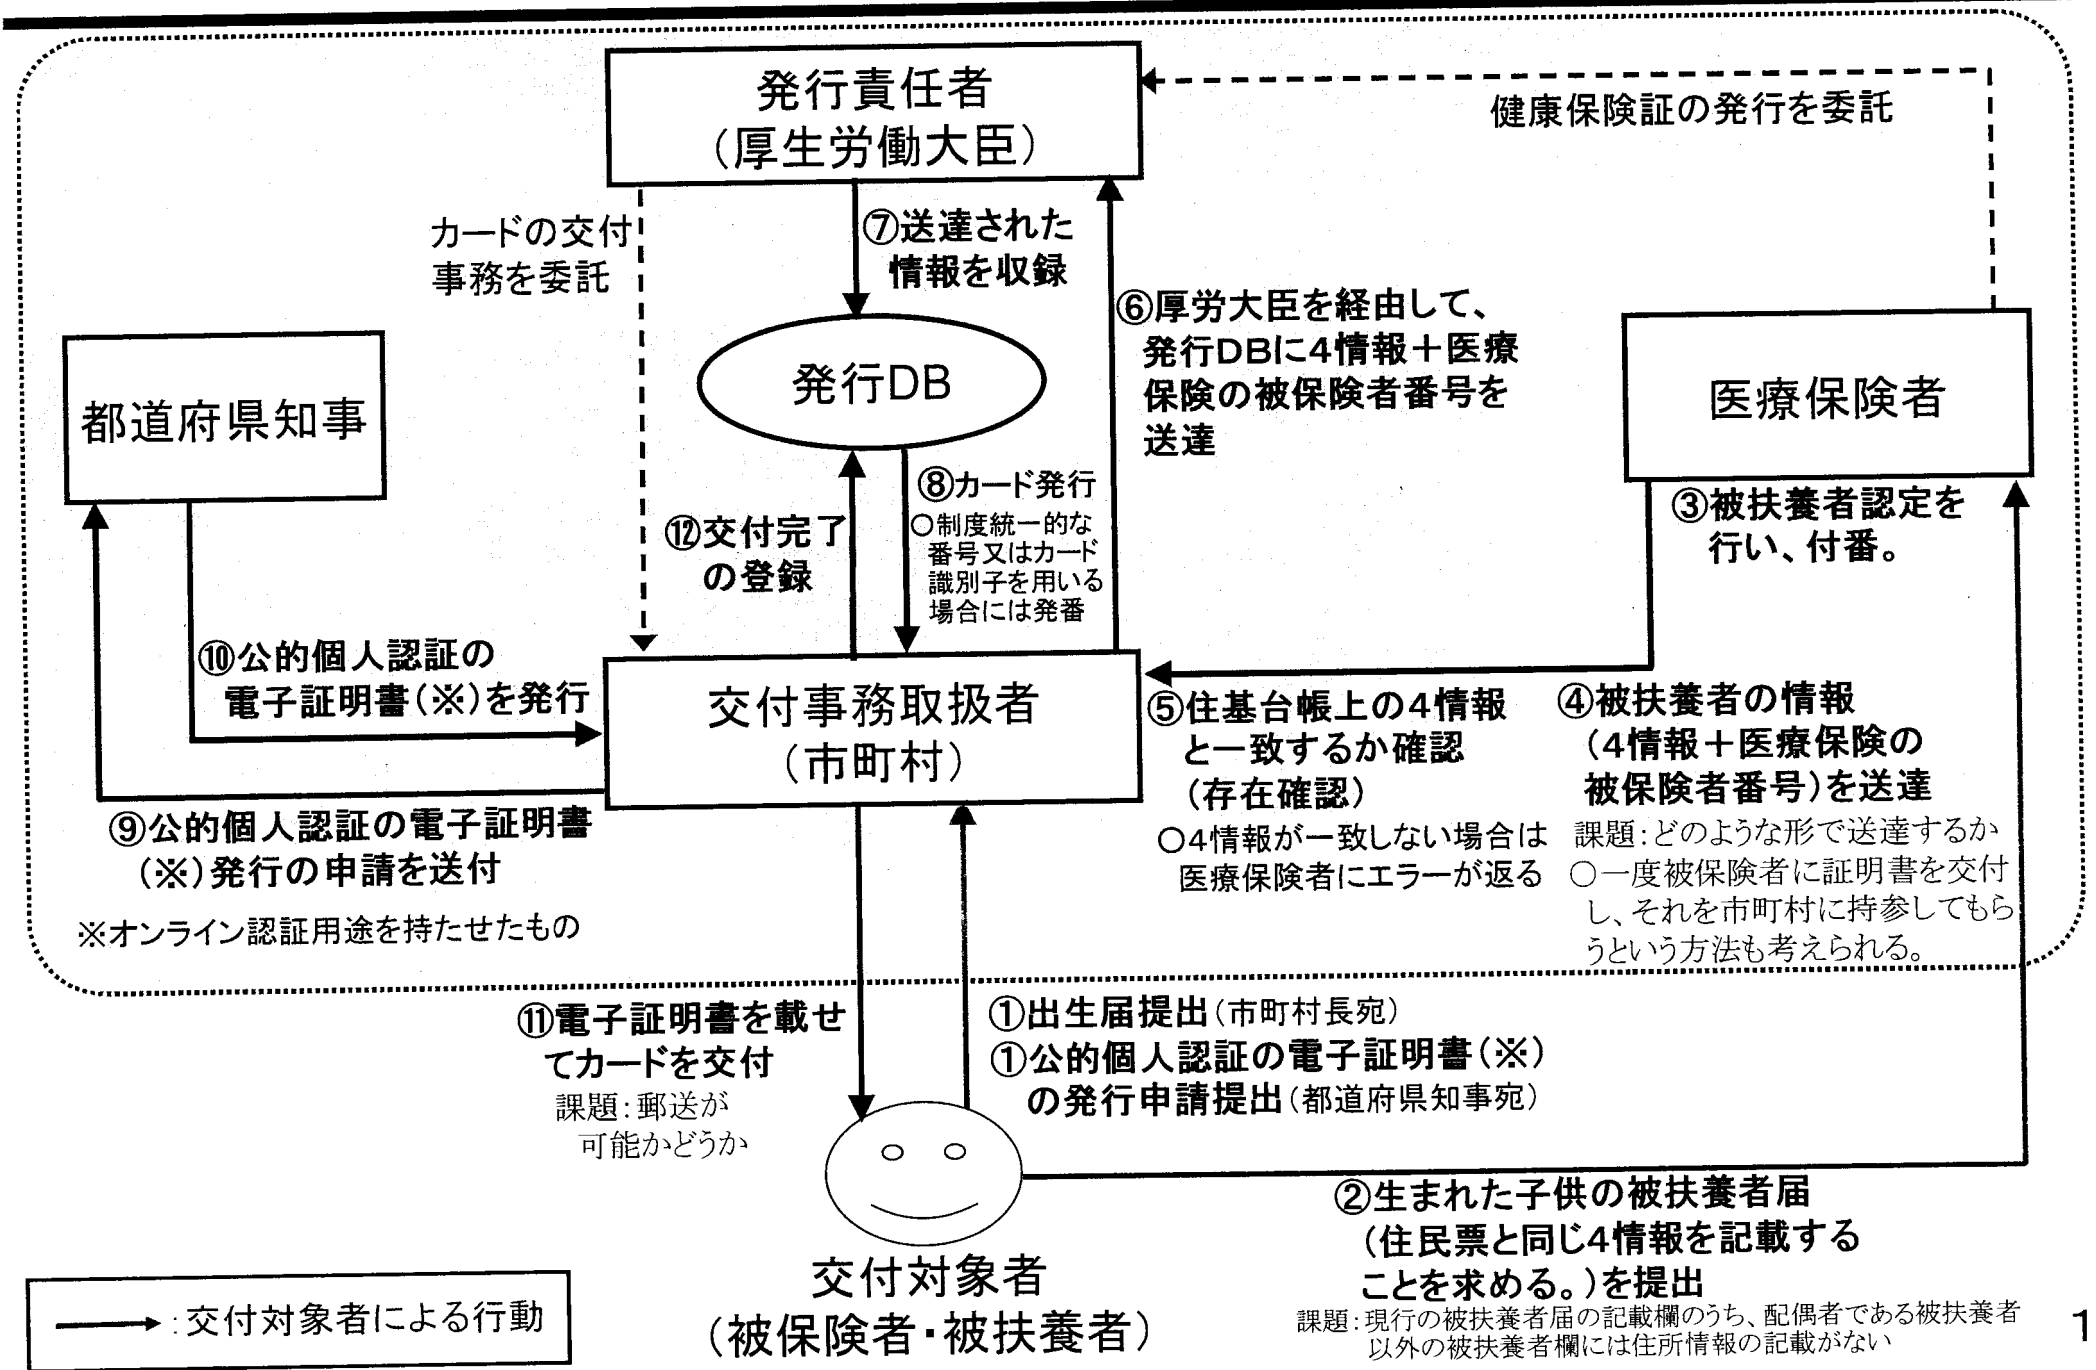 発行責任者
(厚生労働大臣)
健康保険証の発行を委託
カードの交付
事務を委託
⑦送達された
情報を収録
⑥厚労大臣を経由して、
発行DBに4情報+医療
保険の被保険者番号を
送達
都道府県知事
発行DB
医療保険者
⑧カード発行
○制度統一的な
番号又はカード
識別子を用いる
場合には発番
⑫交付完了
の登録
③被扶養者認定を
行い、付番。
⑩公的個人認証の
電子証明書(※)を発行
交付事務取扱者
(市町村)
⑤住基台帳上の4情報
と一致するか確認
(存在確認)
○4情報が一致しない場合は
医療保険者にエラーが返る
④被扶養者の情報
(4情報+医療保険の
被保険者番号)を送達
課題:どのような形で送達するか
○一度被保険者に証明書を交付
し、それを市町村に持参してもら
うという方法も考えられる。
⑨公的個人認証の電子証明書
(※)発行の申請を送付
※オンライン認証用途を持たせたもの
⑪電子証明書を載せ
てカードを交付
課題:郵送が
可能かどうか
①出生届提出(市町村長宛)
①公的個人認証の電子証明書(※)
の発行申請提出(都道府県知事宛)
②生まれた子供の被扶養者届
(住民票と同じ4情報を記載する
ことを求める。)を提出
課題:現行の被扶養者届の記載欄のうち、配偶者である被扶養者
以外の被扶養者欄には住所情報の記載がない
交付対象者
(被保険者・被扶養者)
:交付対象者による行動
1